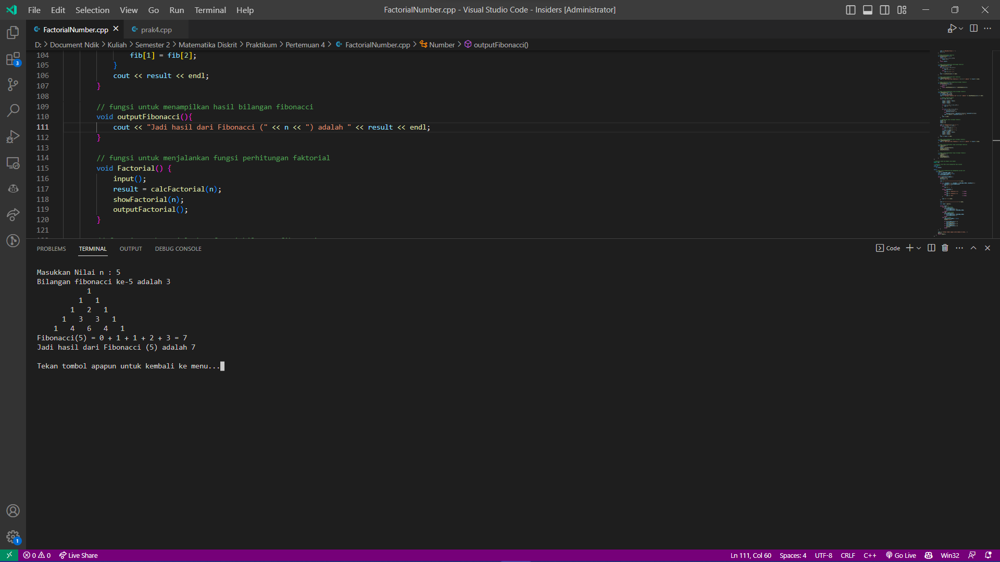 File Edit Selection View Go Run Terminal Help
FactorialNumber.cpp - Visual Studio Code - Insiders [Administrator]
FactorialNumber.cpp
prak4.cpp
D: > Document Ndik > Kuliah > Semester 2 > Matematika Diskrit > Praktikum > Pertemuan 4 > FactorialNumber.cpp > Number > outputFibonacci()
104 fib[1] = fib[2];
105 }
106 cout << result << endl;
107 }
108
109 // fungsi untuk menampilkan hasil bilangan fibonacci
110 void outputFibonacci(){
111 cout << "Jadi hasil dari Fibonacci (" << n << ") adalah " << result << endl;
112 }
113
114 // fungsi untuk menjalankan fungsi perhitungan faktorial
115 void Factorial() {
116 input();
117 result = calcFactorial(n);
118 showFactorial(n);
119 outputFactorial();
120 }
121
3
PROBLEMS TERMINAL OUTPUT DEBUG CONSOLE
Code
Masukkan Nilai n : 5
Bilangan fibonacci ke-5 adalah 3
1
1 1
1 2 1
1 3 3 1
1 4 6 4 1
Fibonacci(5) = 0 + 1 + 1 + 2 + 3 = 7
Jadi hasil dari Fibonacci (5) adalah 7
Tekan tombol apapun untuk kembali ke menu...
1
0 0 Live Share
Ln 111, Col 60 Spaces: 4 UTF-8 CRLF C++ Go Live Win32